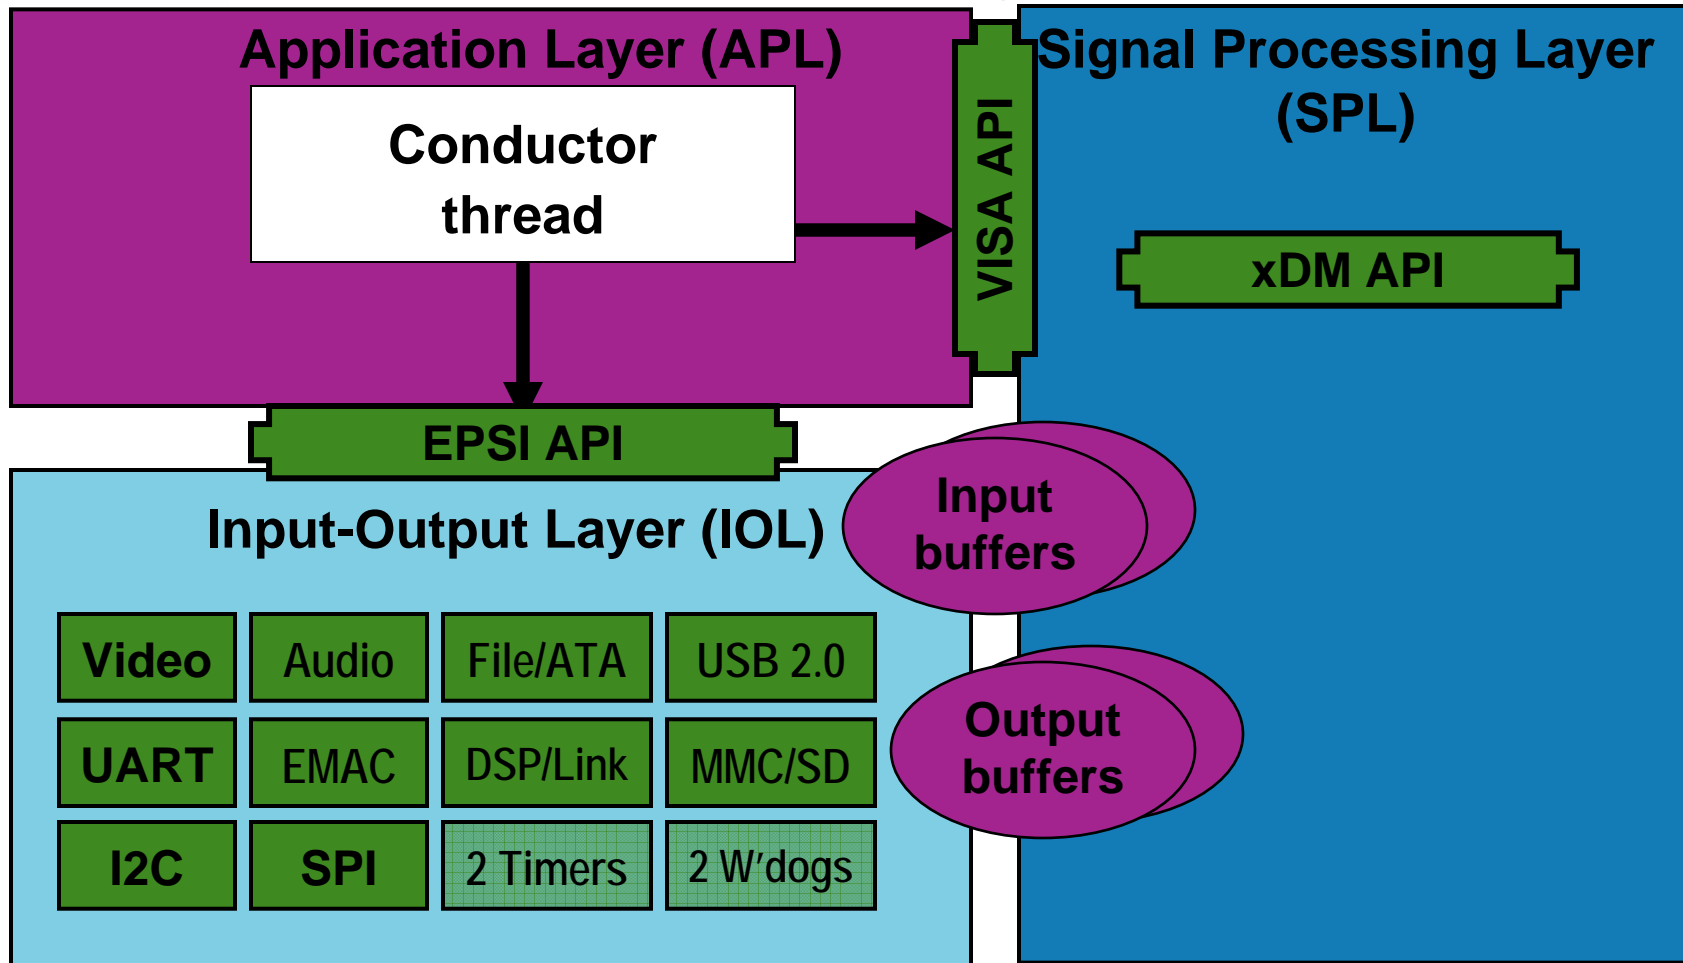 Application Layer (APL)
Conductor
thread
VISA API
Signal Processing Layer
(SPL)
xDM API
EPSI API
Input-Output Layer (IOL)
Input
buffers
Video
Audio
File/ATA
USB 2.0
UART
EMAC
DSP/Link
MMC/SD
Output
buffers
I2C
SPI
2 Timers
2 W'dogs